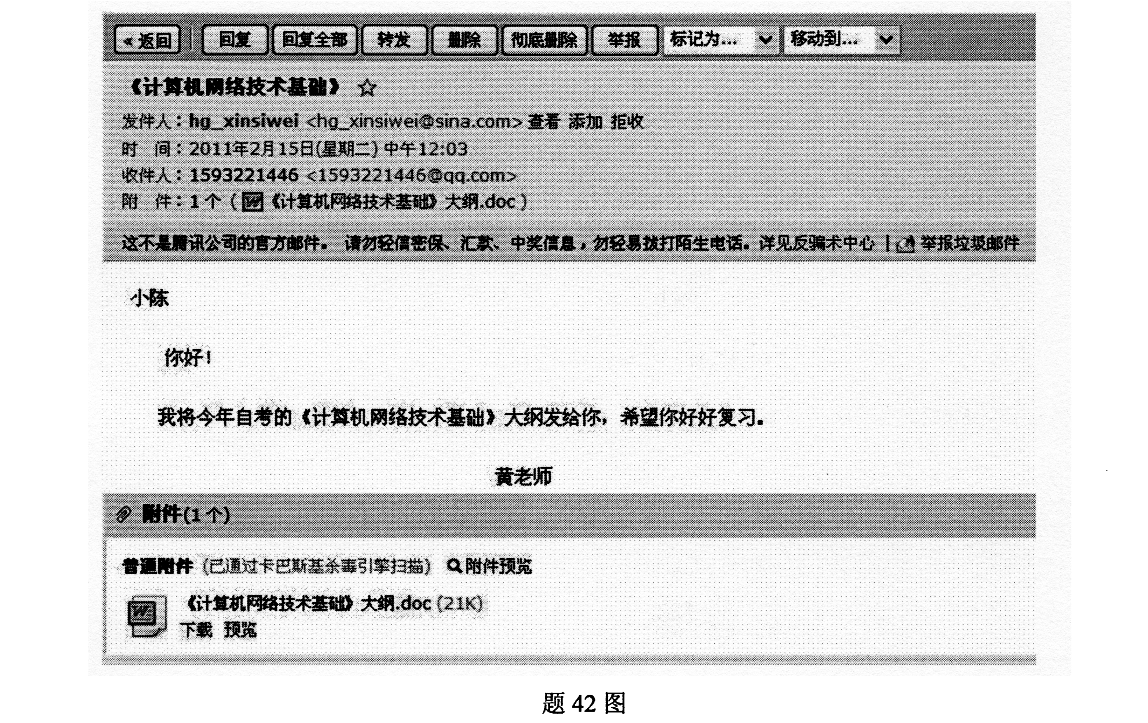 «返回 回复 回复全部 转发 删除 彻底删除 举报 标记为... 移动到...
《计算机网络技术基础》 ☆
发件人：hg_xinsiwei <hg_xinsiwei@sina.com> 查看 添加 拒收
时 间：2011年2月15日(星期二) 中午12:03
收件人：1593221446 <1593221446@qq.com>
附 件：1个 ( 《计算机网络技术基础》大纲.doc )
这不是腾讯公司的官方邮件。 请勿轻信密保、汇款、中奖信息，勿轻易拨打陌生电话。详见反骗术中心 | 举报垃圾邮件
小陈
你好！
我将今年自考的《计算机网络技术基础》大纲发给你，希望你好好复习。
黄老师
附件(1个)
普通附件 (已通过卡巴斯基杀毒引擎扫描) 附件预览
《计算机网络技术基础》大纲.doc (21K)
下载 预览
题 42 图